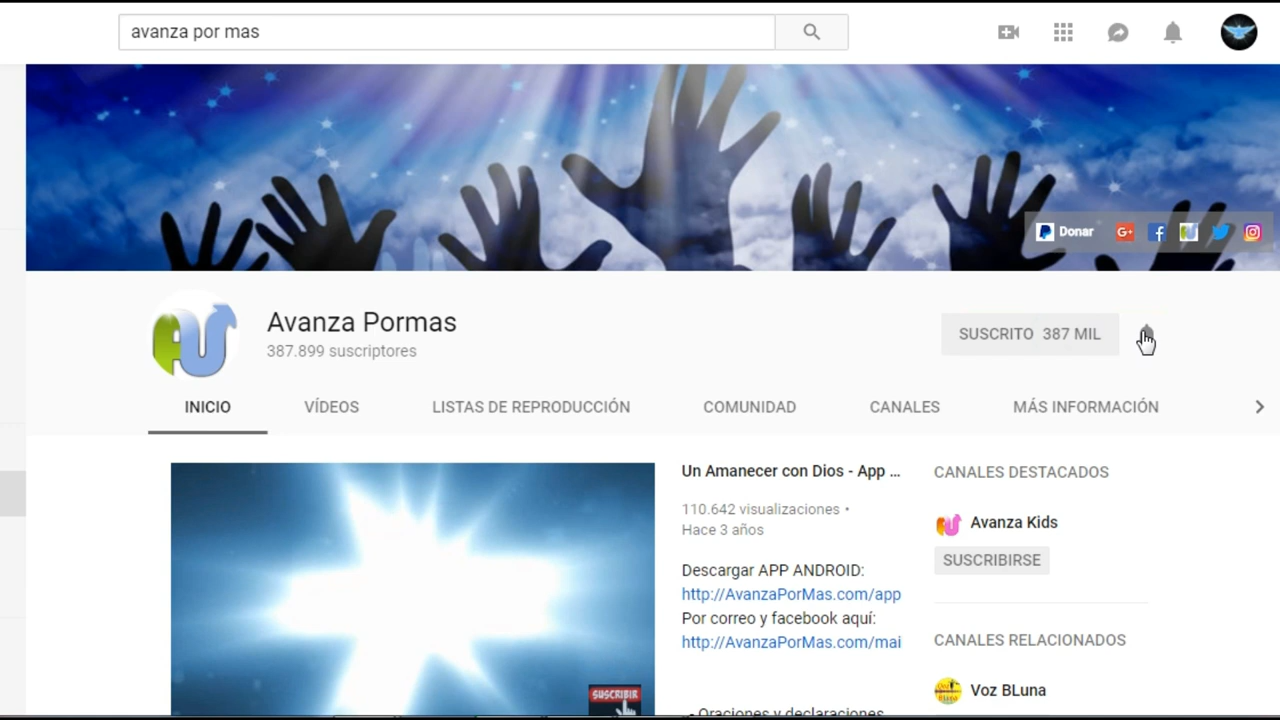 avanza por mas
Donar
Avanza Pormas
387.899 suscriptores
SUSCRITO 387 MIL
INICIO
VÍDEOS
LISTAS DE REPRODUCCIÓN
COMUNIDAD
CANALES
MÁS INFORMACIÓN
Un Amanecer con Dios - App ...
110.642 visualizaciones •
Hace 3 años
Descargar APP ANDROID:
http://AvanzaPorMas.com/app
Por correo y facebook aquí:
http://AvanzaPorMas.com/mai
- Oraciones y declaraciones
SUSCRIBIR
CANALES DESTACADOS
Avanza Kids
SUSCRIBIRSE
CANALES RELACIONADOS
Voz BLuna